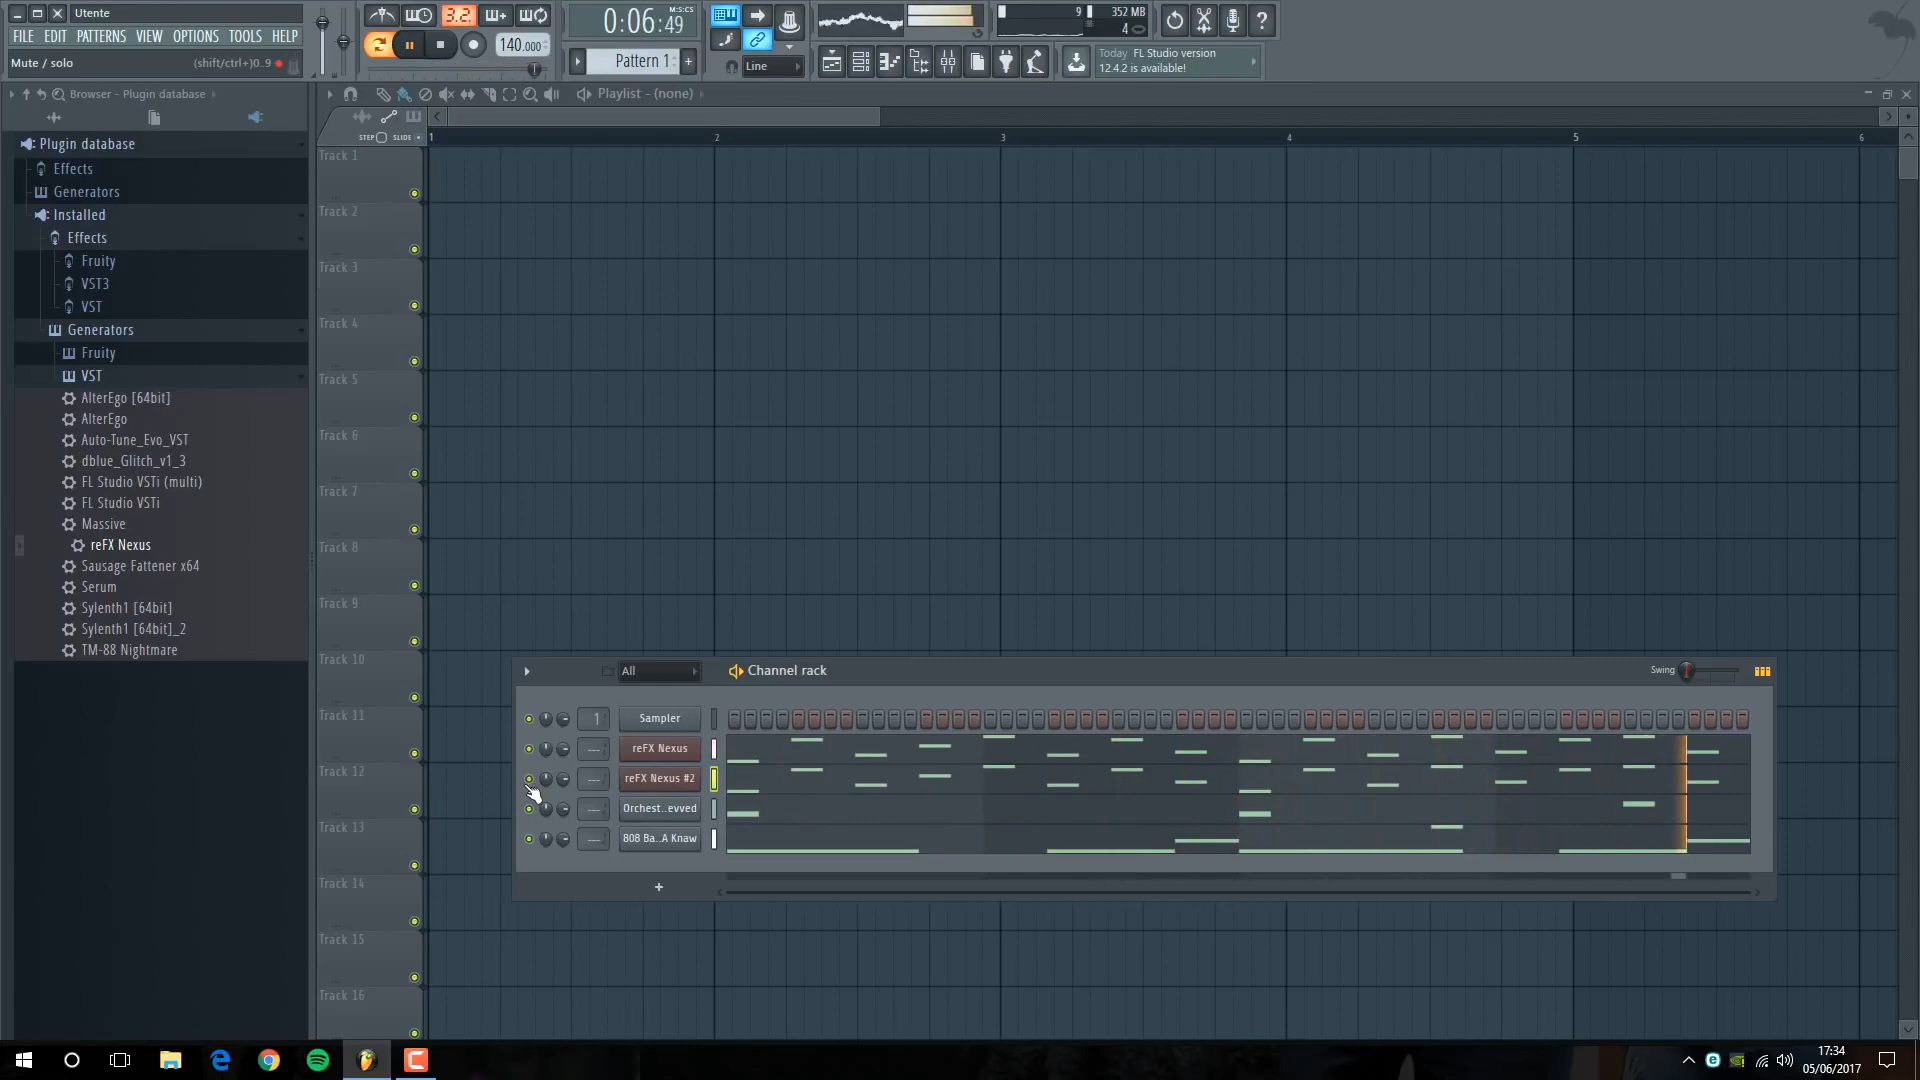 Utente
FILE EDIT PATTERNS VIEW OPTIONS TOOLS HELP
Mute / solo (shift/ctrl+)0..9
3.2
140.000
0:06:49
M:S:CS
Pattern 1
Line
9
352 MB
4
Today FL Studio version
12.4.2 is available!
Browser - Plugin database
Playlist - (none)
STEP SLIDE
1 2 3 4 5 6
Plugin database
Effects
Generators
Installed
Effects
Fruity
VST3
VST
Generators
Fruity
VST
AlterEgo [64bit]
AlterEgo
Auto-Tune_Evo_VST
dblue_Glitch_v1_3
FL Studio VSTi (multi)
FL Studio VSTi
Massive
reFX Nexus
Sausage Fattener x64
Serum
Sylenth1 [64bit]
Sylenth1 [64bit]_2
TM-88 Nightmare
Track 1
Track 2
Track 3
Track 4
Track 5
Track 6
Track 7
Track 8
Track 9
Track 10
Track 11
Track 12
Track 13
Track 14
Track 15
Track 16
All
Channel rack
Swing
1 Sampler
--- reFX Nexus
--- reFX Nexus #2
--- Orchest..evved
--- 808 Ba..A Knaw
+
17:34
05/06/2017